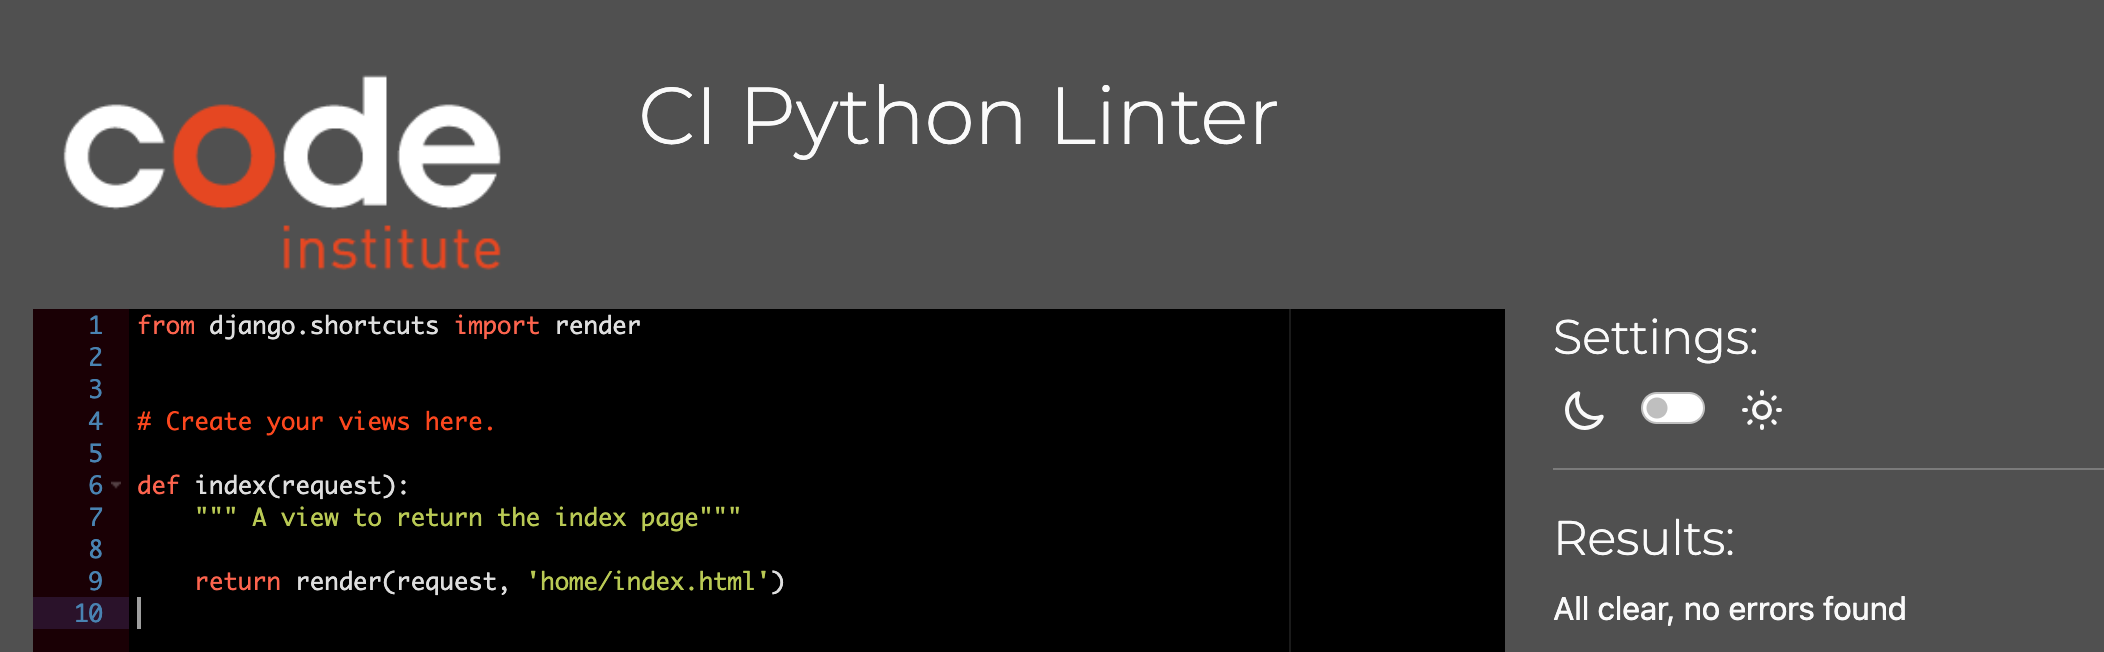 code
institute
CI Python Linter
1 from django.shortcuts import render
2
3
4 # Create your views here.
5
6 def index(request):
7     """ A view to return the index page"""
8
9     return render(request, 'home/index.html')
10
Settings:
Results:
All clear, no errors found